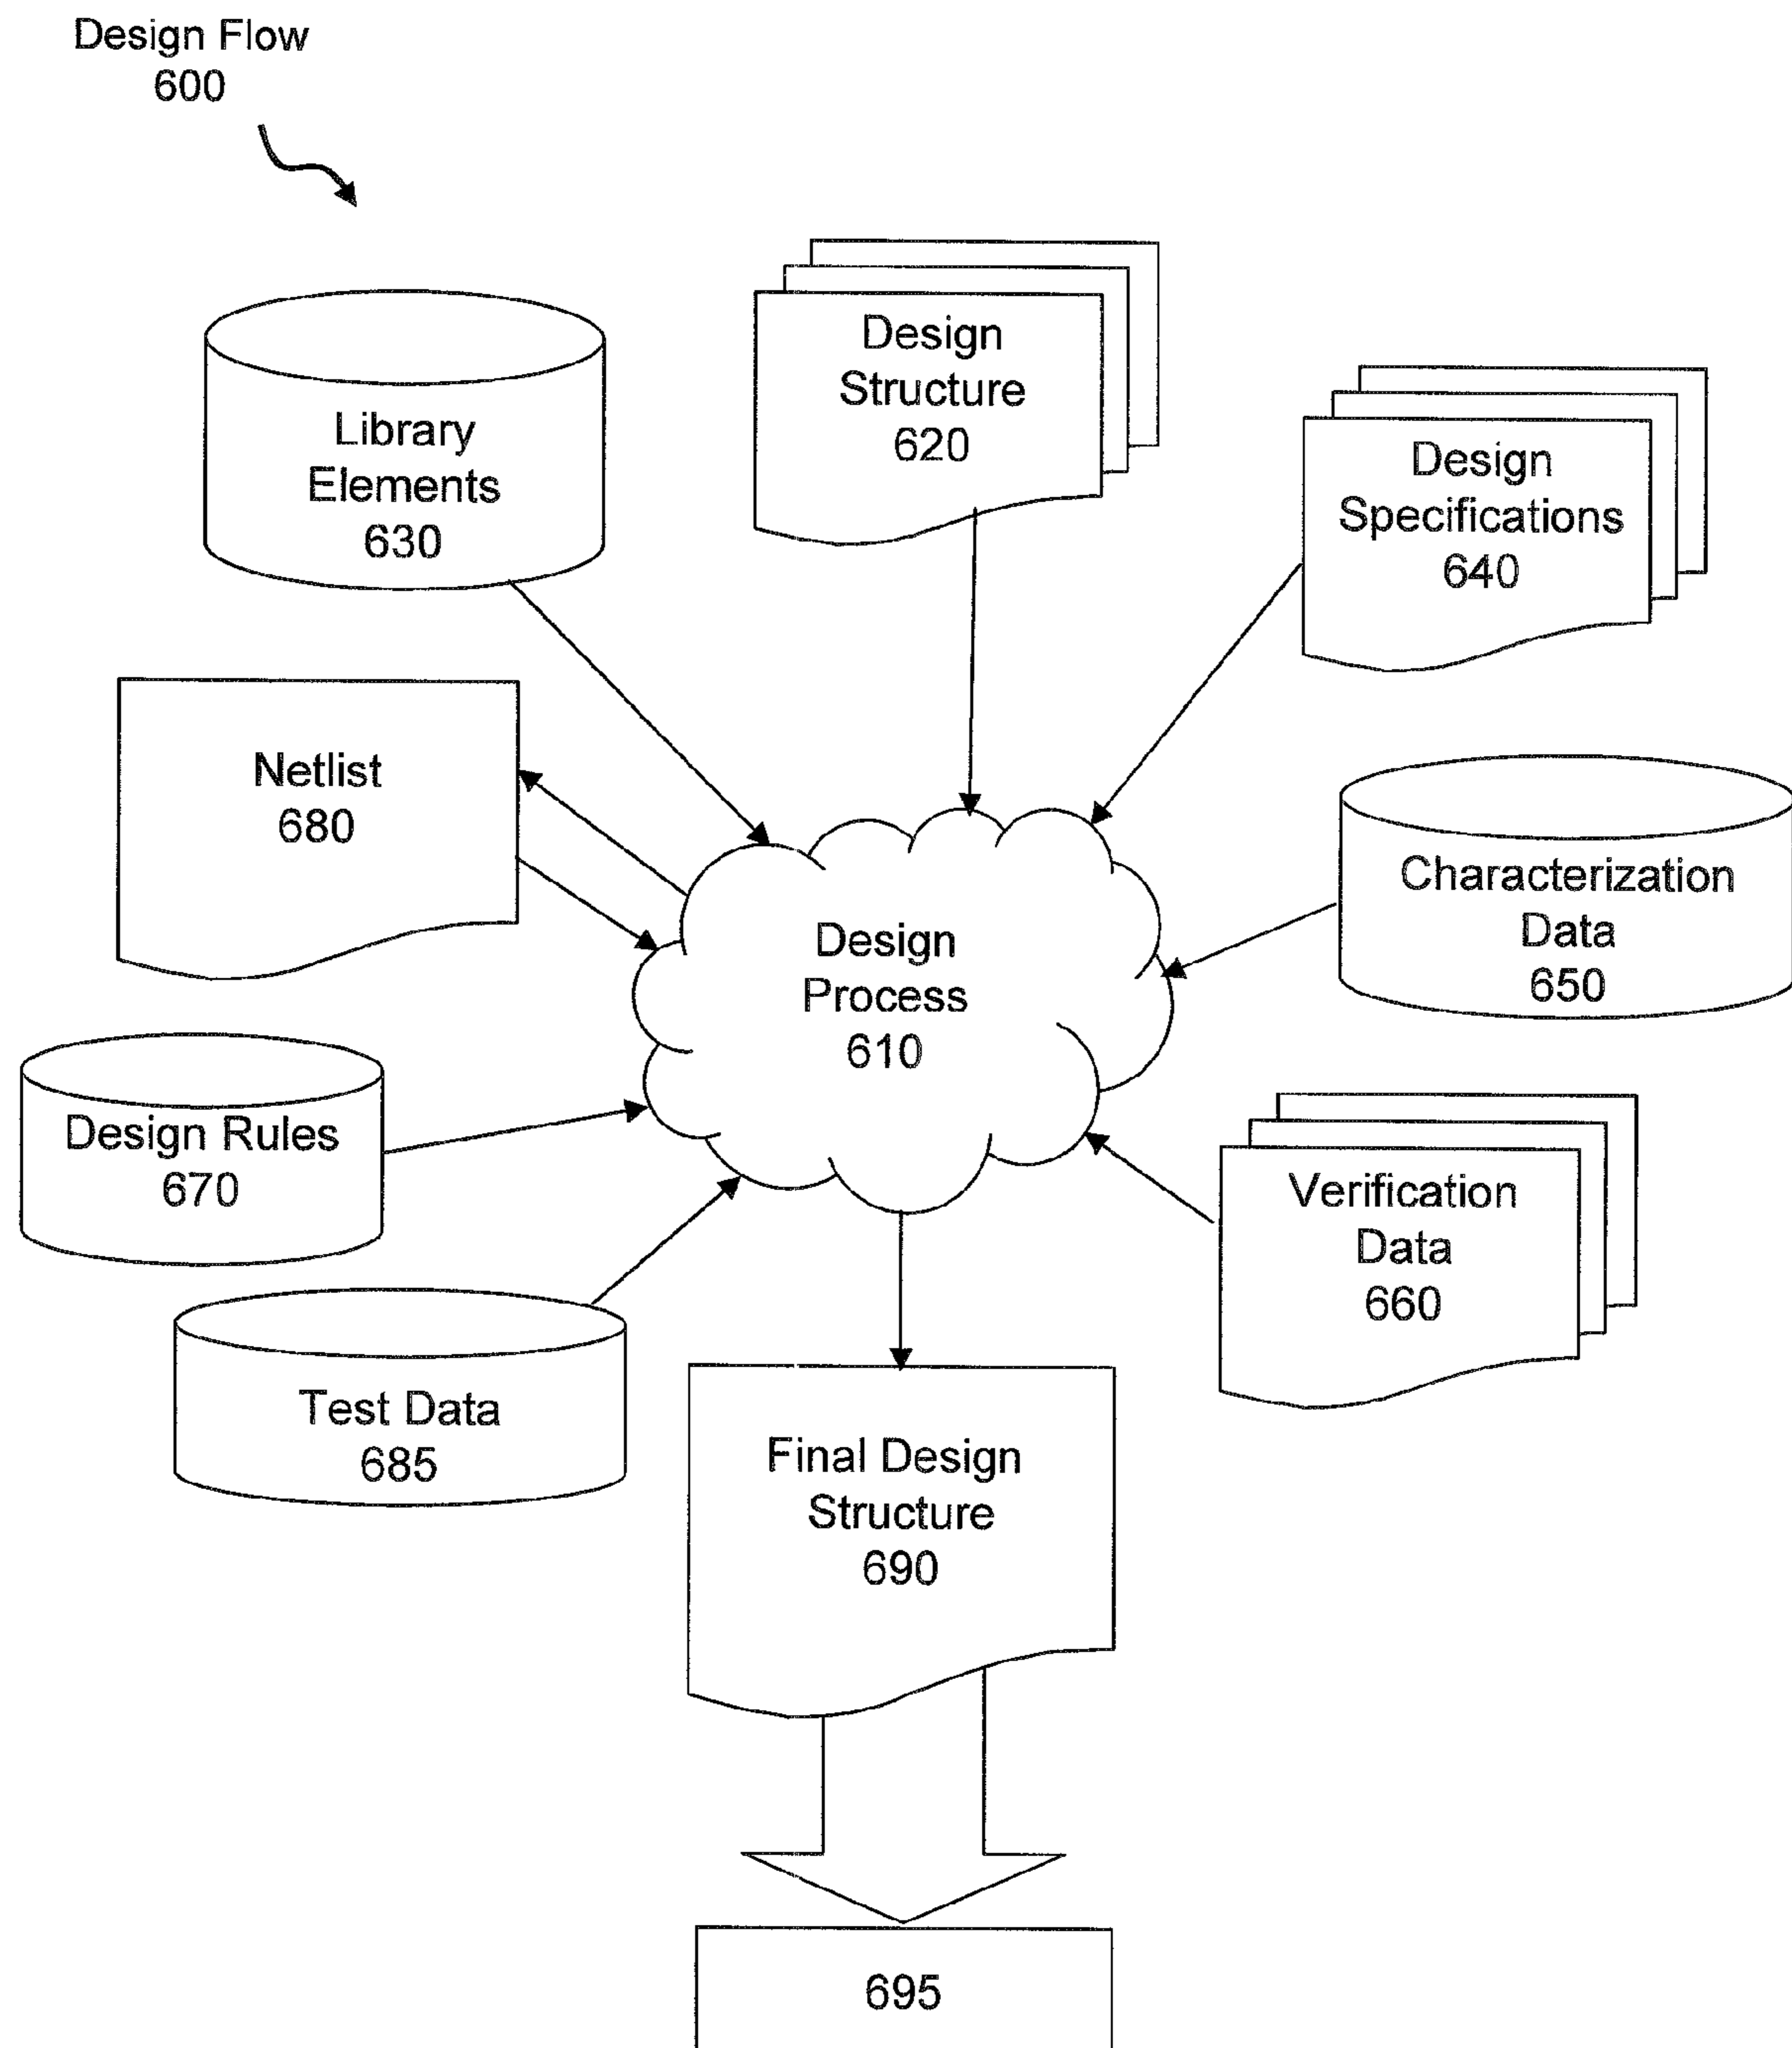 Design Flow
600
Design
Structure
620
Library
Elements
630
Design
Specifications
640
Netlist
680
Characterization
Data
650
Design
Process
610
Design Rules
670
Verification
Data
660
Test Data
685
Final Design
Structure
690
695